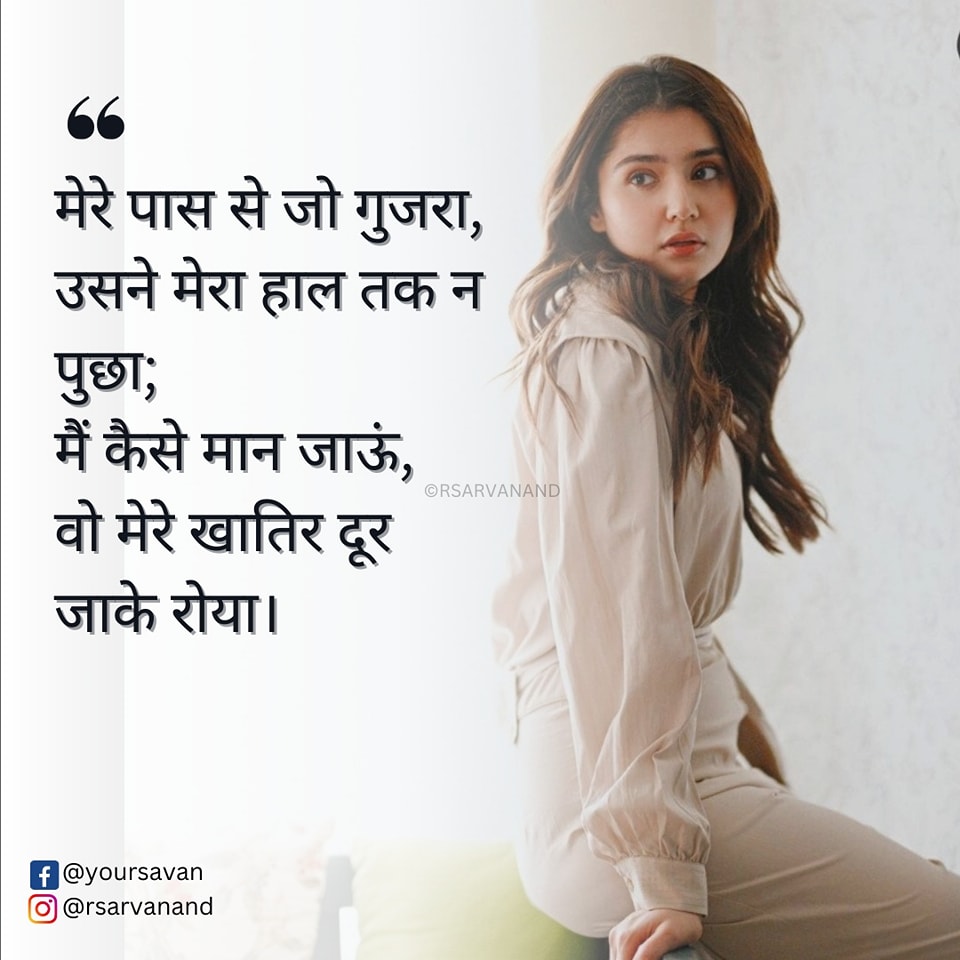 ❝
मेरे पास से जो गुजरा,
उसने मेरा हाल तक न
पुछा;
मैं कैसे मान जाऊं,
वो मेरे खातिर दूर
जाके रोया।
©RSARVANAND
@yoursavan
@rsarvanand